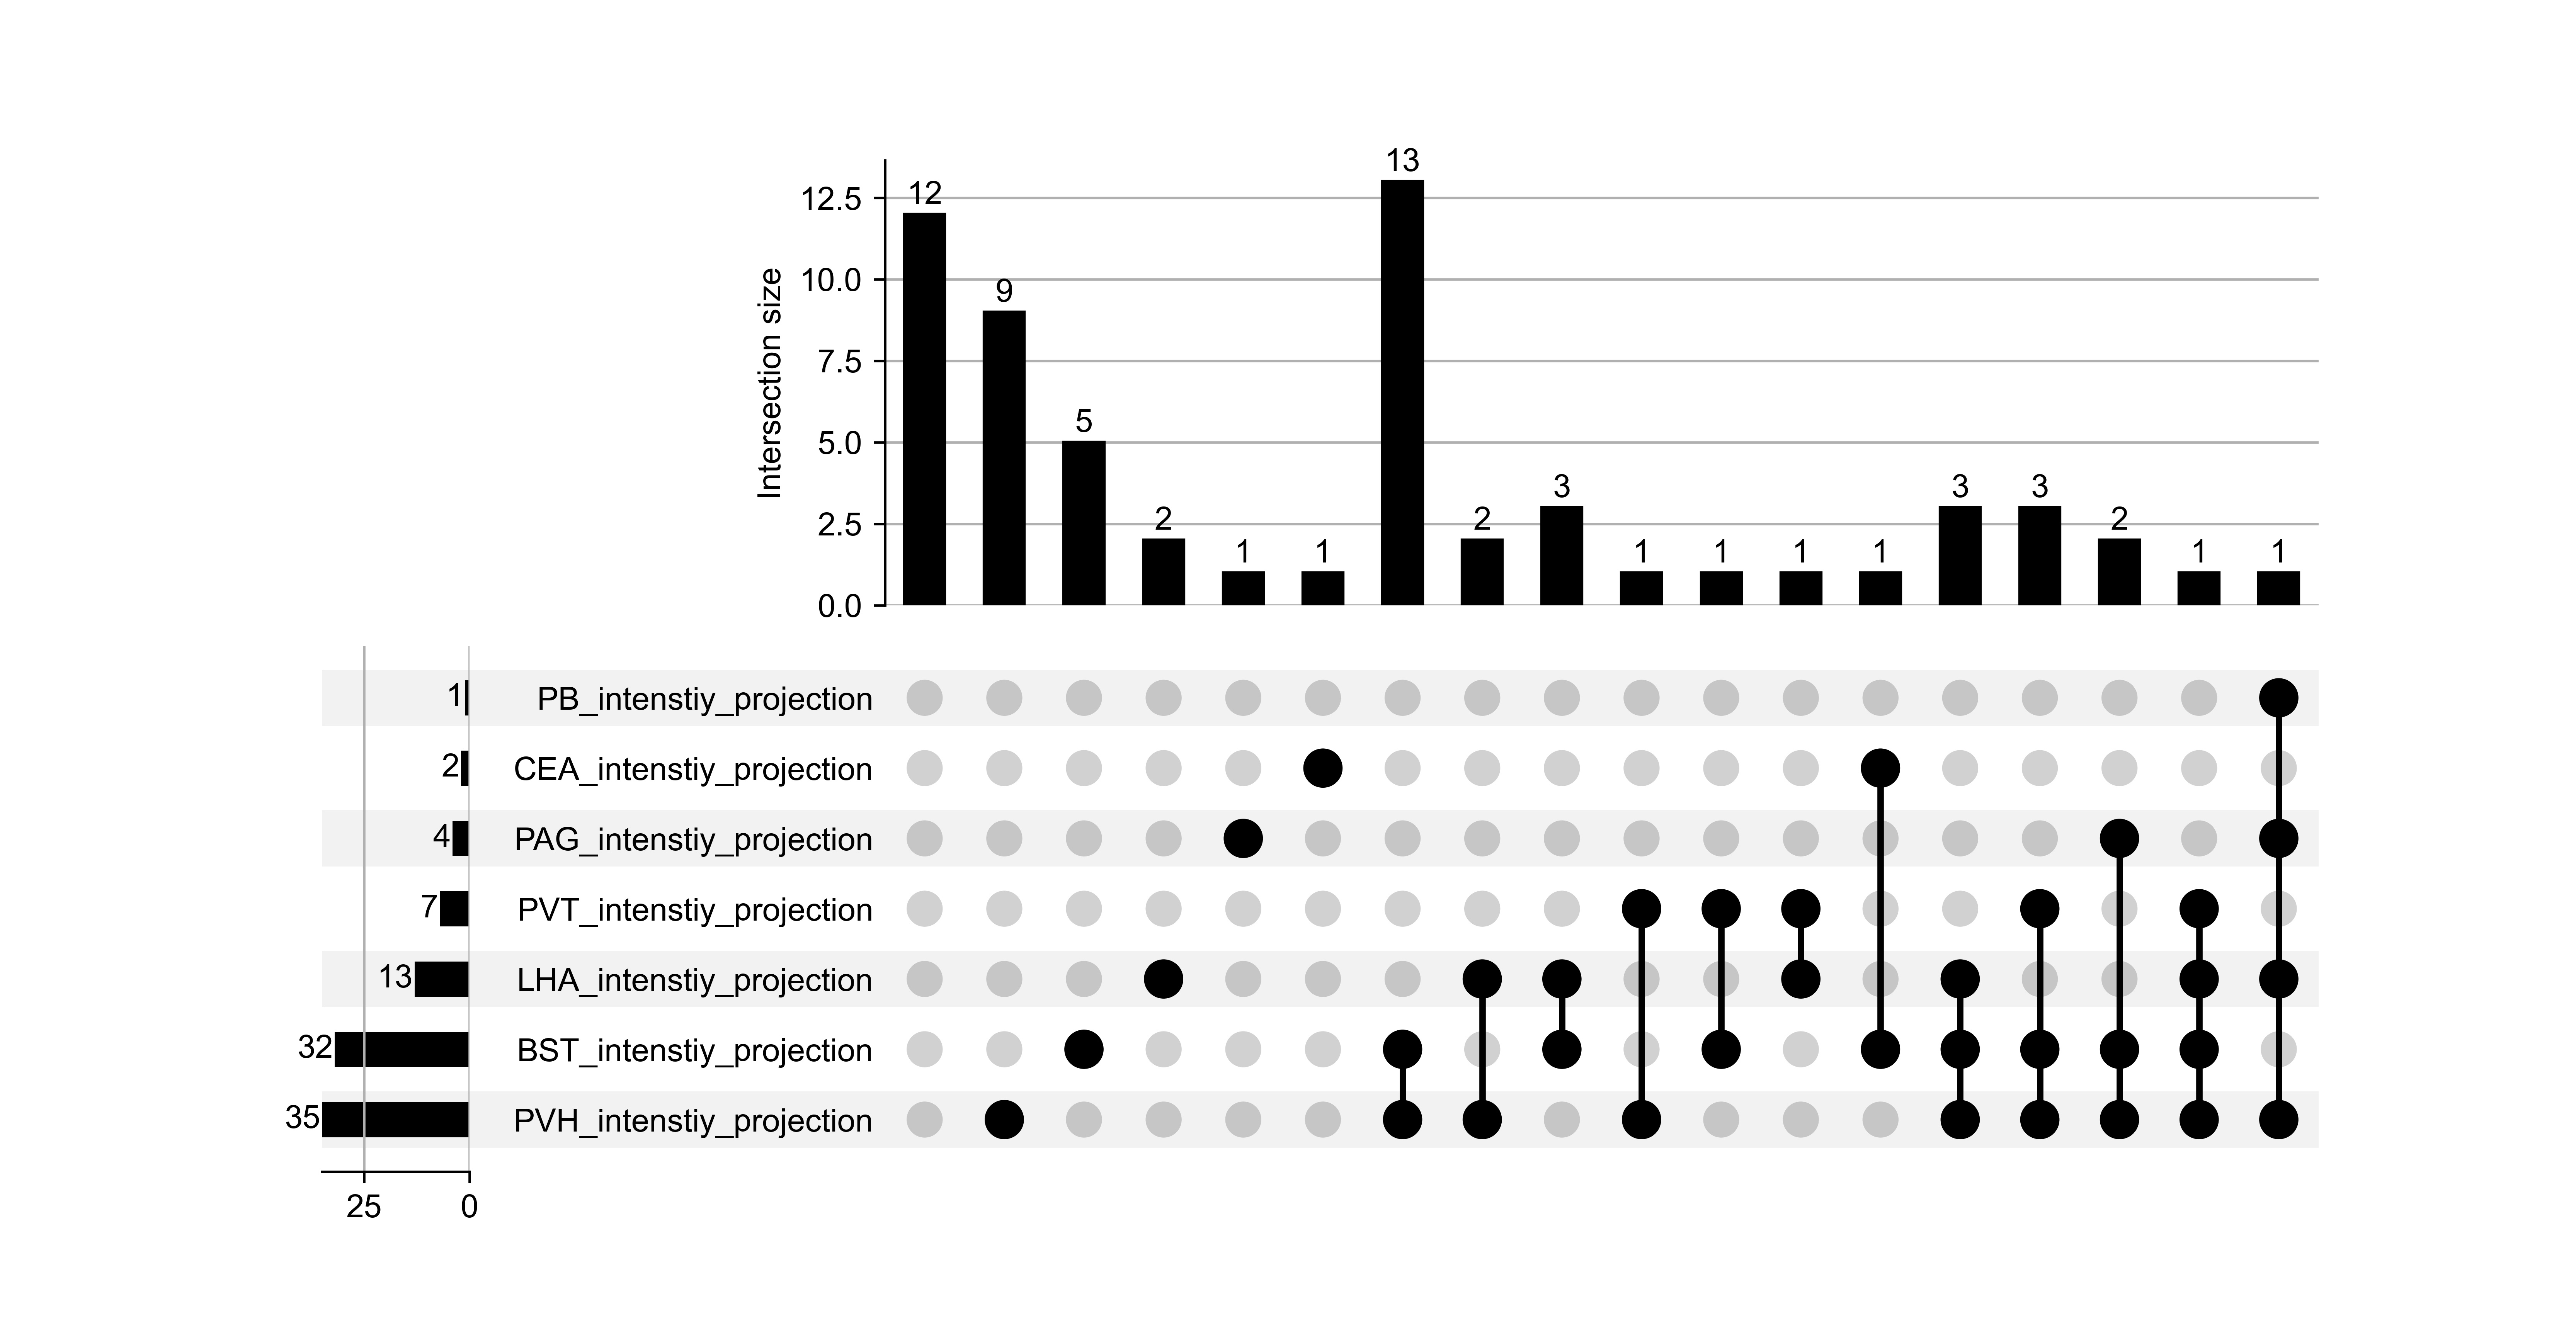 13
12
12.5
10.0
9
Intersection size
7.5
5
5.0
3 3 3
2 2 2.5 2
1 1 1 1 1 1 1 1
0.0
1 PB_intenstiy_projection
2 CEA_intenstiy_projection
4 PAG_intenstiy_projection
7 PVT_intenstiy_projection
13 LHA_intenstiy_projection
32 BST_intenstiy_projection
35 PVH_intenstiy_projection
25 0